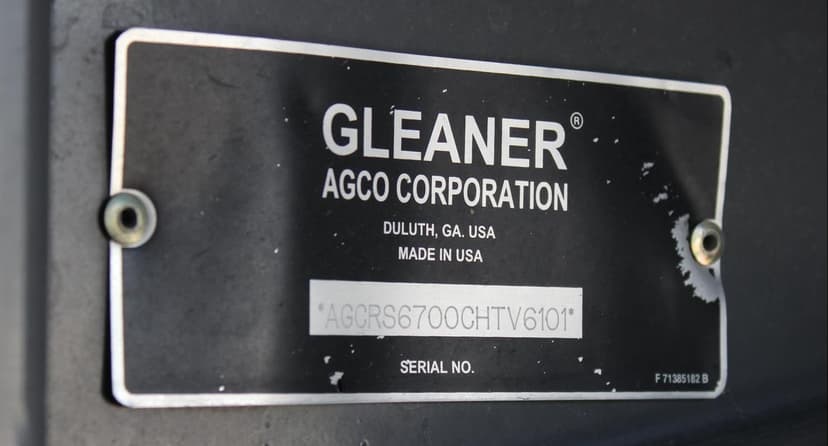 GLEANER®
AGCO CORPORATION
DULUTH, GA. USA
MADE IN USA
*AGCRS6700CHTV6101*
SERIAL NO.
F 71385182 B